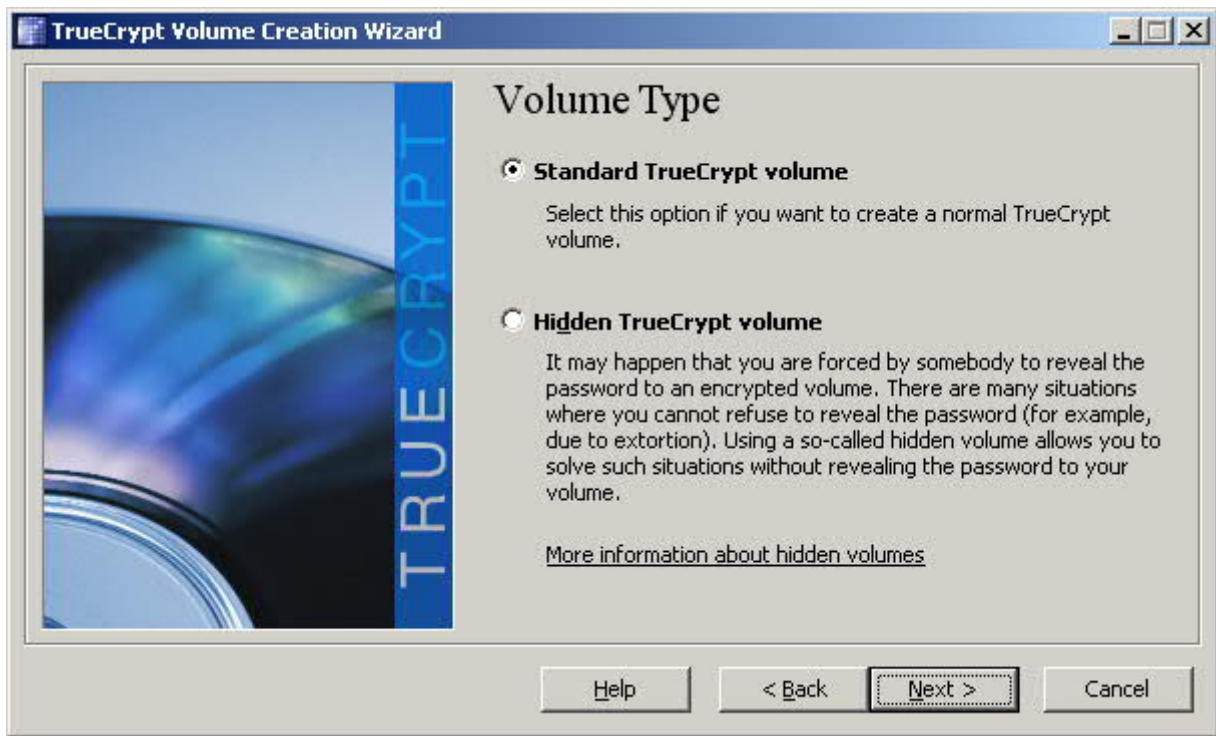 TrueCrypt Volume Creation Wizard
TRUECRYPT
Volume Type
Standard TrueCrypt volume
Select this option if you want to create a normal TrueCrypt
volume.
Hidden TrueCrypt volume
It may happen that you are forced by somebody to reveal the
password to an encrypted volume. There are many situations
where you cannot refuse to reveal the password (for example,
due to extortion). Using a so-called hidden volume allows you to
solve such situations without revealing the password to your
volume.
More information about hidden volumes
Help
< Back
Next >
Cancel